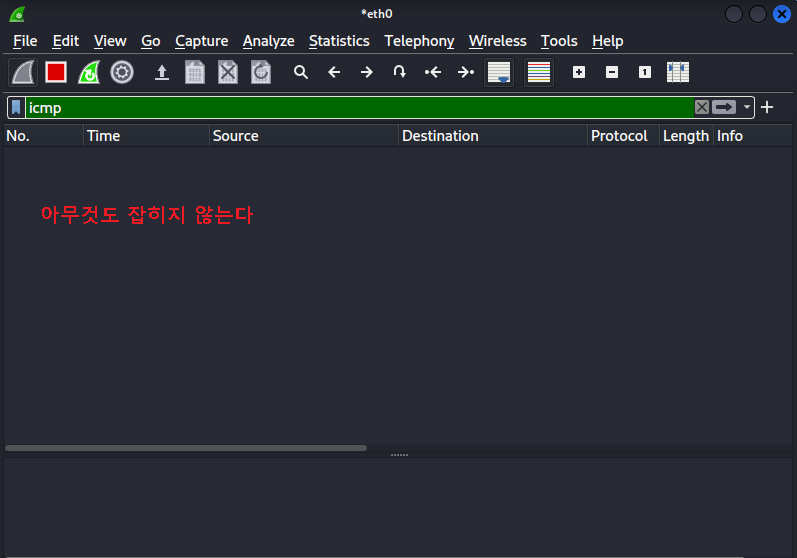 *eth0
File Edit View Go Capture Analyze Statistics Telephony Wireless Tools Help
icmp
No. Time Source Destination Protocol Length Info
아무것도 잡히지 않는다